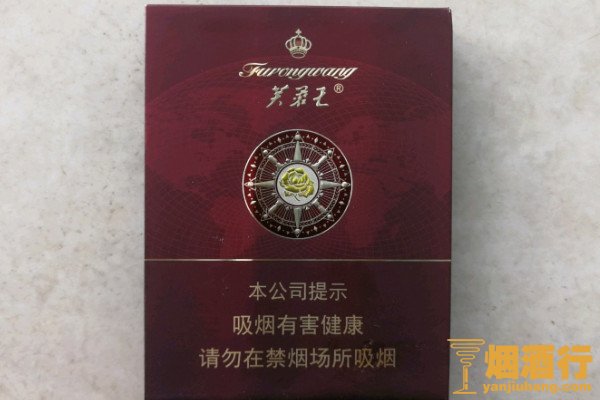 Furongwang
芙蓉王®
本公司提示
吸烟有害健康
请勿在禁烟场所吸烟
烟酒行
yanjiuhang.com